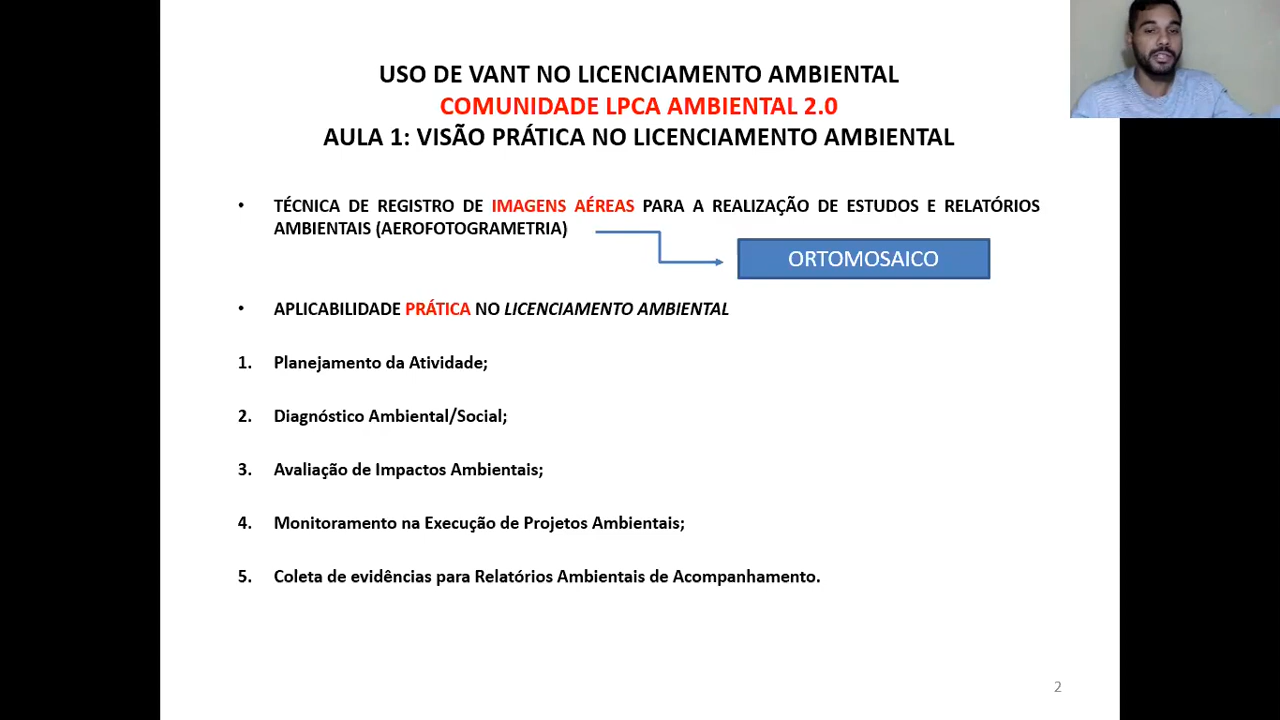 USO DE VANT NO LICENCIAMENTO AMBIENTAL
COMUNIDADE LPCA AMBIENTAL 2.0
AULA 1: VISÃO PRÁTICA NO LICENCIAMENTO AMBIENTAL
• TÉCNICA DE REGISTRO DE IMAGENS AÉREAS PARA A REALIZAÇÃO DE ESTUDOS E RELATÓRIOS
AMBIENTAIS (AEROFOTOGRAMETRIA)
ORTOMOSAICO
• APLICABILIDADE PRÁTICA NO LICENCIAMENTO AMBIENTAL
1. Planejamento da Atividade;
2. Diagnóstico Ambiental/Social;
3. Avaliação de Impactos Ambientais;
4. Monitoramento na Execução de Projetos Ambientais;
5. Coleta de evidências para Relatórios Ambientais de Acompanhamento.
2